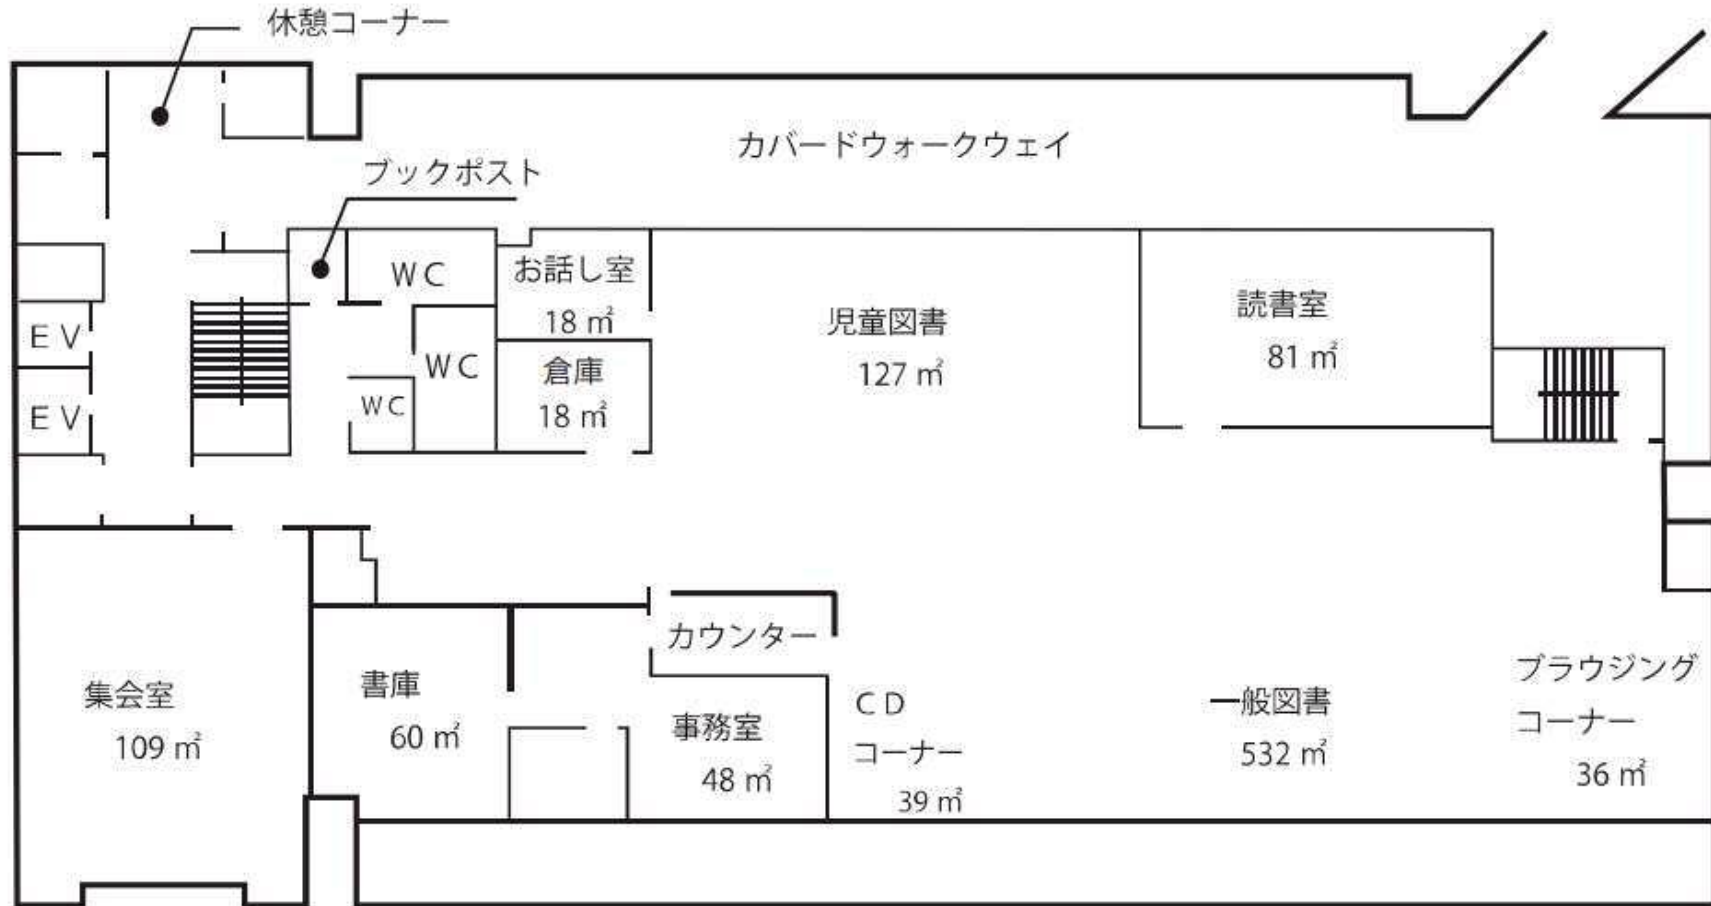 休憩コーナー
カバードウォークウェイ
ブックポスト
ＷＣ
お話し室
18 ㎡
児童図書
127 ㎡
読書室
81 ㎡
ＥＶ
ＷＣ
倉庫
18 ㎡
ＷＣ
ＥＶ
カウンター
集会室
109 ㎡
書庫
60 ㎡
事務室
48 ㎡
ＣＤ
コーナー
39 ㎡
一般図書
532 ㎡
ブラウジング
コーナー
36 ㎡